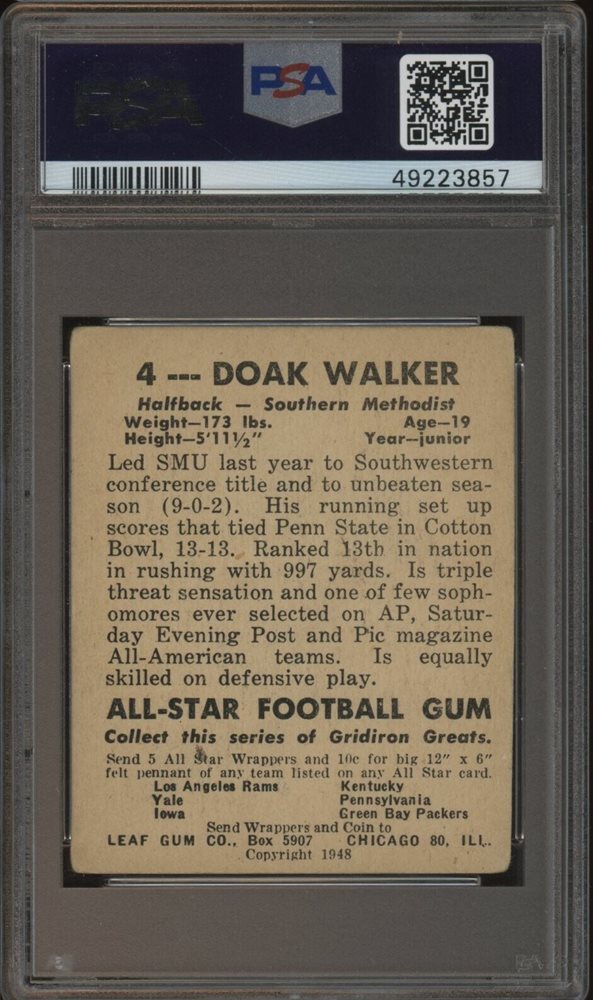 PSA
PSA
49223857
4 --- DOAK WALKER
Halfback — Southern Methodist
Weight—173 lbs. Age—19
Height—5'11½" Year—junior
Led SMU last year to Southwestern
conference title and to unbeaten sea-
son (9-0-2). His running set up
scores that tied Penn State in Cotton
Bowl, 13-13. Ranked 13th in nation
in rushing with 997 yards. Is triple
threat sensation and one of few soph-
omores ever selected on AP, Satur-
day Evening Post and Pic magazine
All-American teams. Is equally
skilled on defensive play.
ALL-STAR FOOTBALL GUM
Collect this series of Gridiron Greats.
Send 5 All Star Wrappers and 10c for big 12" x 6"
felt pennant of any team listed on any All Star card.
Los Angeles Rams Kentucky
Yale Pennsylvania
Iowa Green Bay Packers
Send Wrappers and Coin to
LEAF GUM CO., Box 5907 CHICAGO 80, ILL.
Copyright 1948
PSA